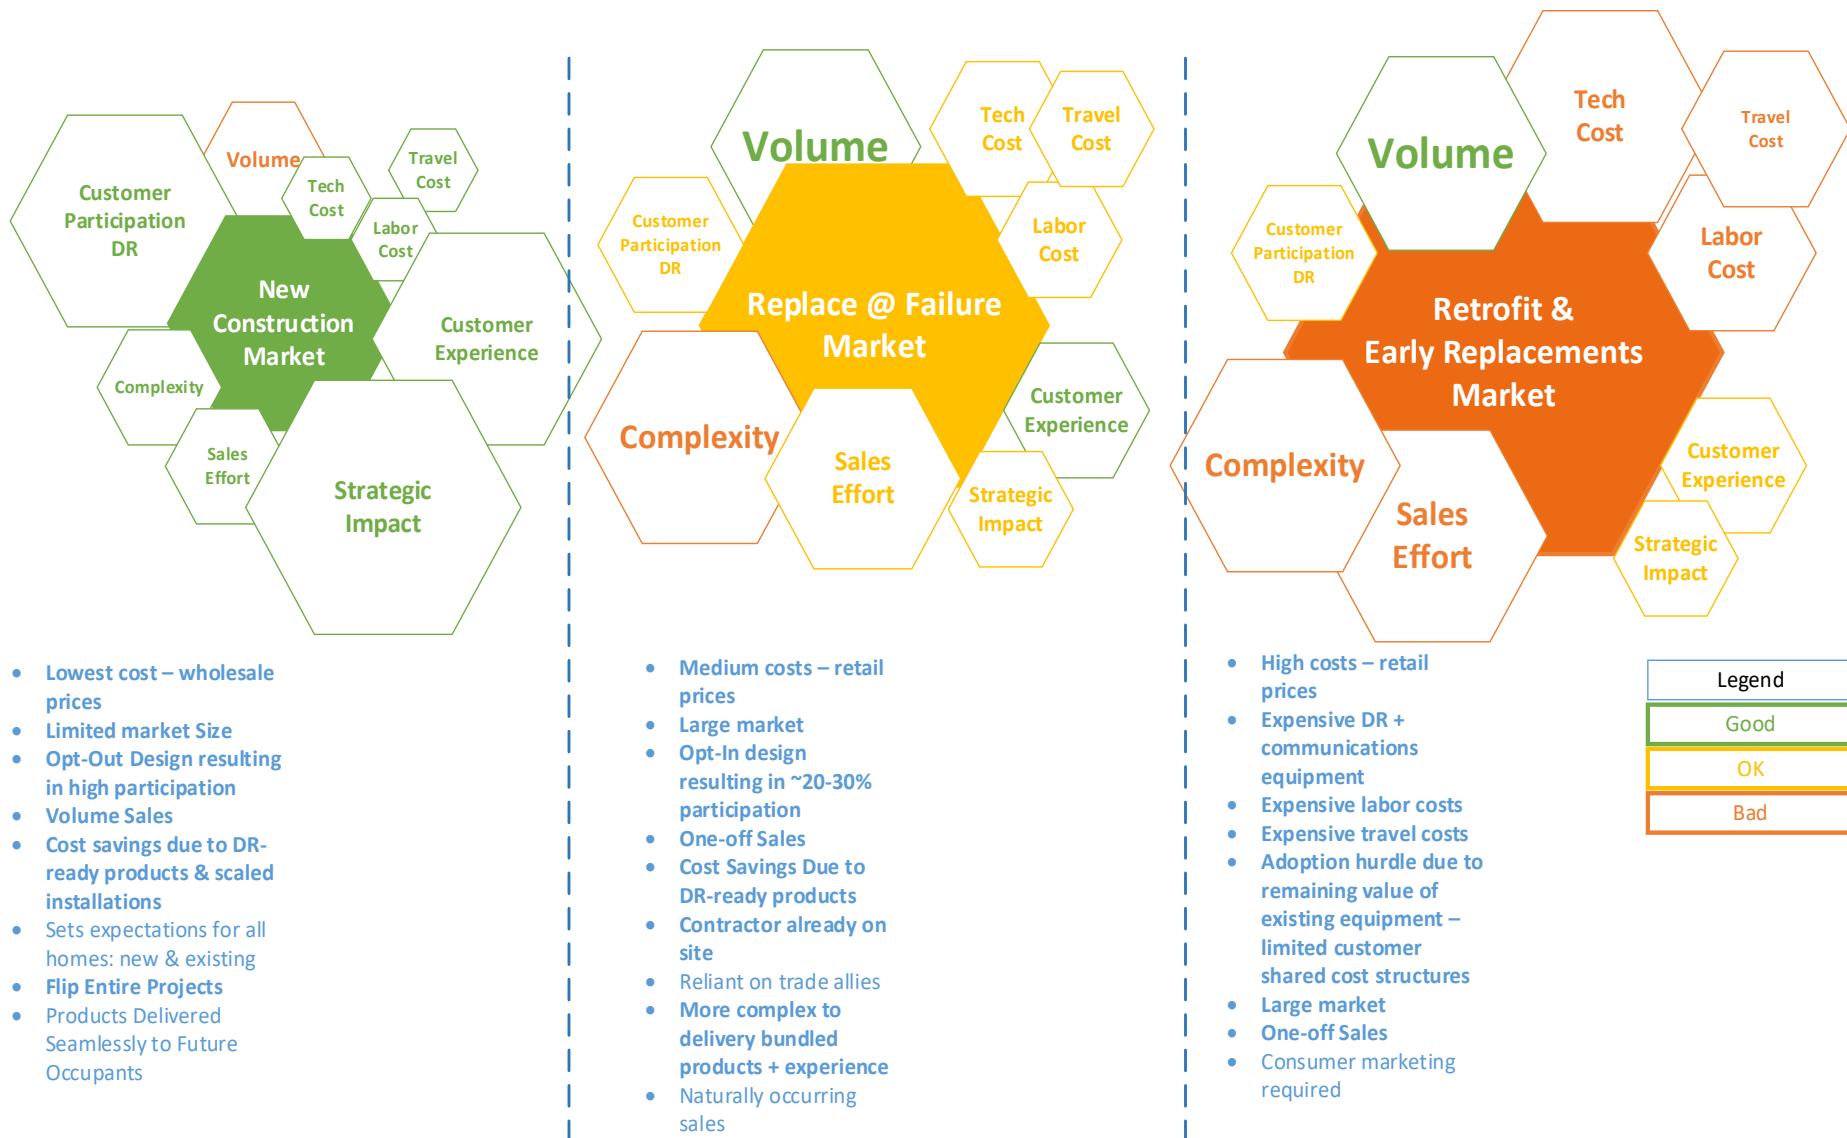 Customer
Participation
DR
Volume
Tech
Cost
Travel
Cost
Labor
Cost
New
Construction
Market
Customer
Experience
Complexity
Sales
Effort
Strategic
Impact
• Lowest cost – wholesale
prices
• Limited market Size
• Opt-Out Design resulting
in high participation
• Volume Sales
• Cost savings due to DR-
ready products & scaled
installations
• Sets expectations for all
homes: new & existing
• Flip Entire Projects
• Products Delivered
Seamlessly to Future
Occupants
Volume
Tech
Cost
Travel
Cost
Customer
Participation
DR
Labor
Cost
Replace @ Failure
Market
Complexity
Customer
Experience
Sales
Effort
Strategic
Impact
• Medium costs – retail
prices
• Large market
• Opt-In design
resulting in ~20-30%
participation
• One-off Sales
• Cost Savings Due to
DR-ready products
• Contractor already on
site
• Reliant on trade allies
• More complex to
delivery bundled
products + experience
• Naturally occurring
sales
Volume
Tech
Cost
Travel
Cost
Customer
Participation
DR
Labor
Cost
Retrofit &
Early Replacements
Market
Complexity
Customer
Experience
Sales
Effort
Strategic
Impact
• High costs – retail
prices
• Expensive DR +
communications
equipment
• Expensive labor costs
• Expensive travel costs
• Adoption hurdle due to
remaining value of
existing equipment –
limited customer
shared cost structures
• Large market
• One-off Sales
• Consumer marketing
required
Legend
Good
OK
Bad